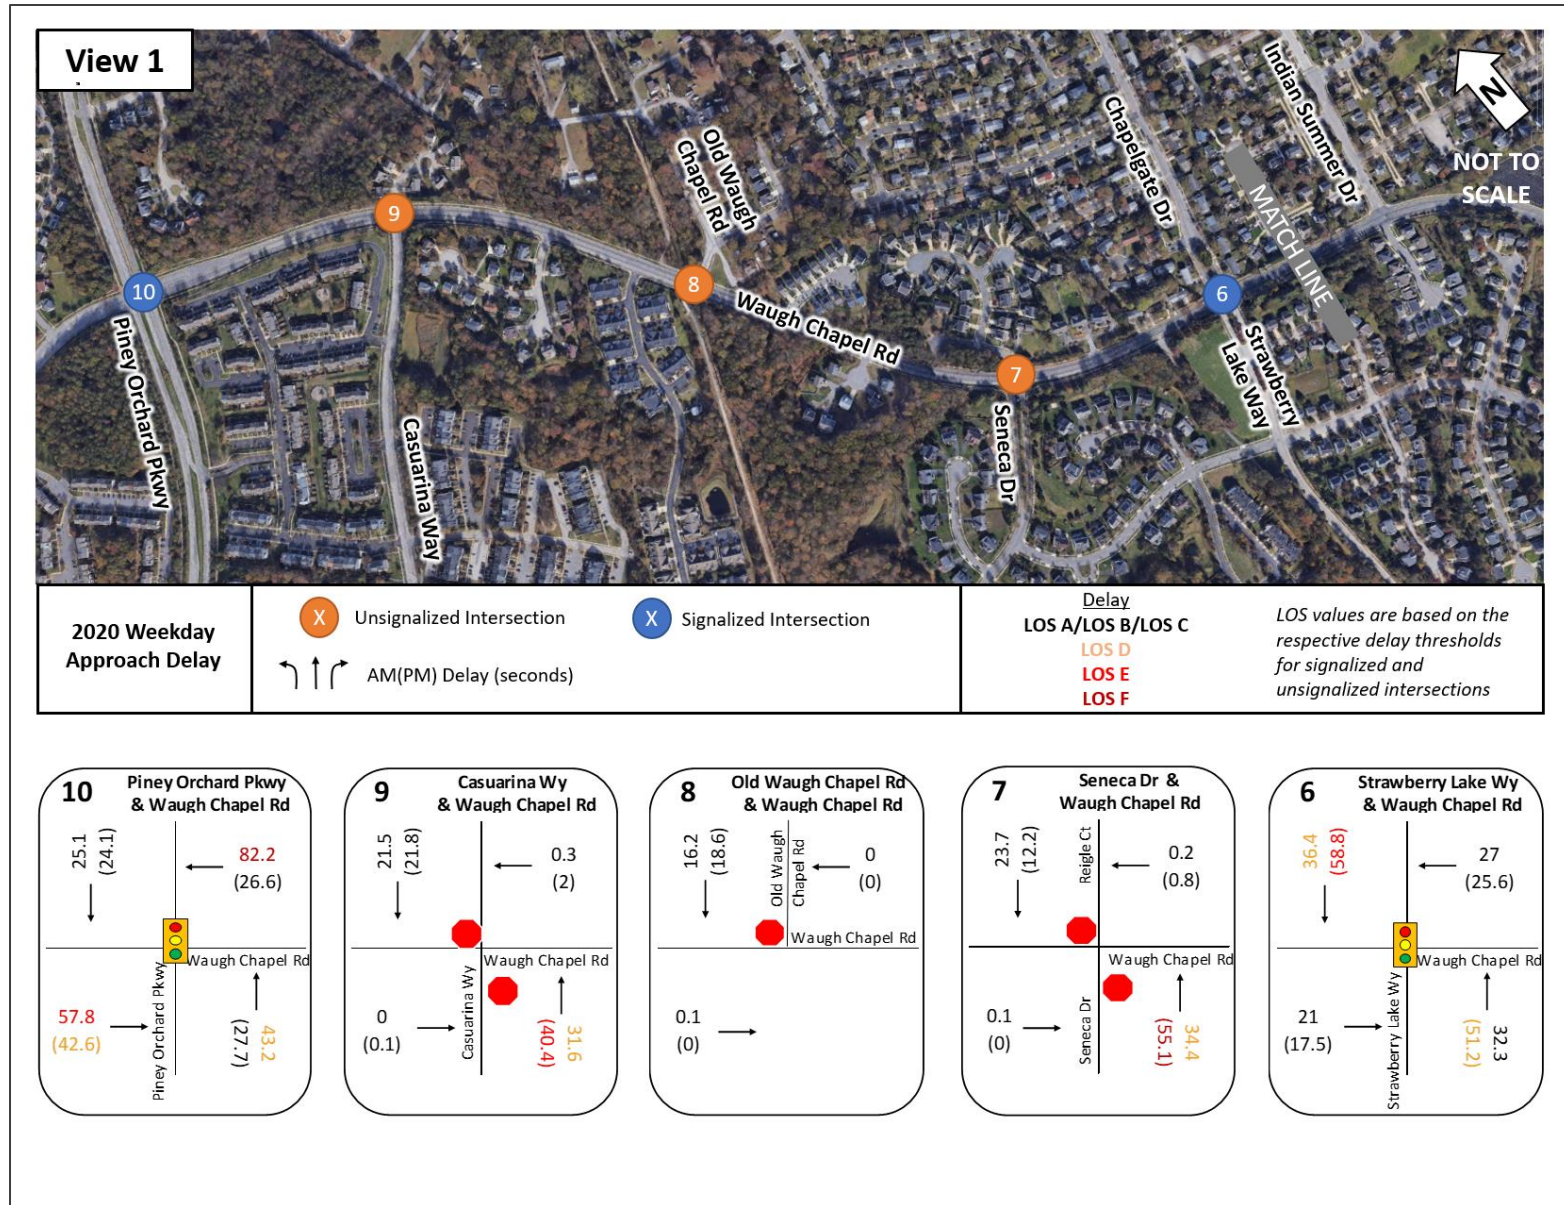 View 1
Indian Summer Dr
N
NOT TO
SCALE
Chapelgate Dr
MATCH LINE
Old Waugh
Chapel Rd
9
10
8
6
7
Waugh Chapel Rd
Strawberry
Lake Way
Piney Orchard Pkwy
Casuarina Way
Seneca Dr
2020 Weekday
Approach Delay
X Unsignalized Intersection
X Signalized Intersection
AM(PM) Delay (seconds)
Delay
LOS A/LOS B/LOS C
LOS D
LOS E
LOS F
LOS values are based on the
respective delay thresholds
for signalized and
unsignalized intersections
10
Piney Orchard Pkwy
& Waugh Chapel Rd
25.1
(24.1)
82.2
(26.6)
Waugh Chapel Rd
Piney Orchard Pkwy
57.8
(42.6)
43.2
(27.7)
9
Casuarina Wy
& Waugh Chapel Rd
21.5
(21.8)
0.3
(2)
Waugh Chapel Rd
Casuarina Wy
0
(0.1)
31.6
(40.4)
8
Old Waugh Chapel Rd
& Waugh Chapel Rd
16.2
(18.6)
Old Waugh
Chapel Rd
0
(0)
Waugh Chapel Rd
0.1
(0)
7
Seneca Dr &
Waugh Chapel Rd
23.7
(12.2)
Reigle Ct
0.2
(0.8)
Waugh Chapel Rd
Seneca Dr
0.1
(0)
34.4
(55.1)
6
Strawberry Lake Wy
& Waugh Chapel Rd
36.4
(58.8)
27
(25.6)
Waugh Chapel Rd
Strawberry Lake Wy
21
(17.5)
32.3
(51.2)